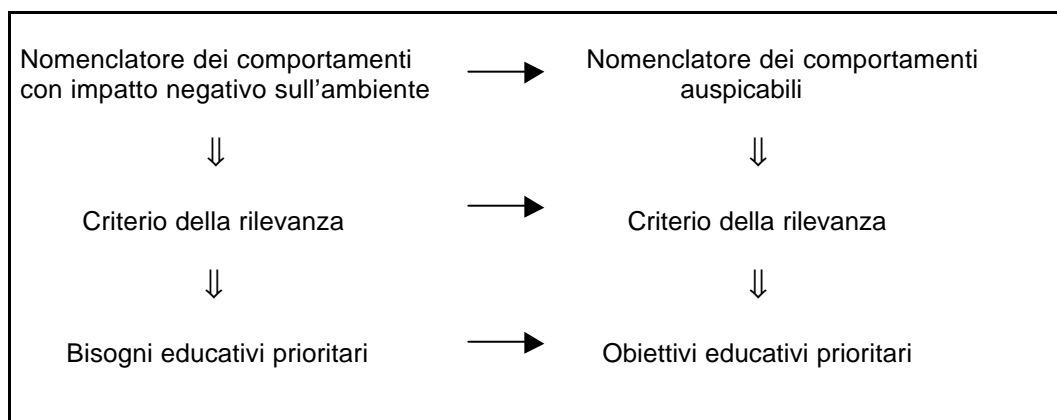 Nomenclatore dei comportamenti
con impatto negativo sull'ambiente
Nomenclatore dei comportamenti
auspicabili
Criterio della rilevanza
Criterio della rilevanza
Bisogni educativi prioritari
Obiettivi educativi prioritari